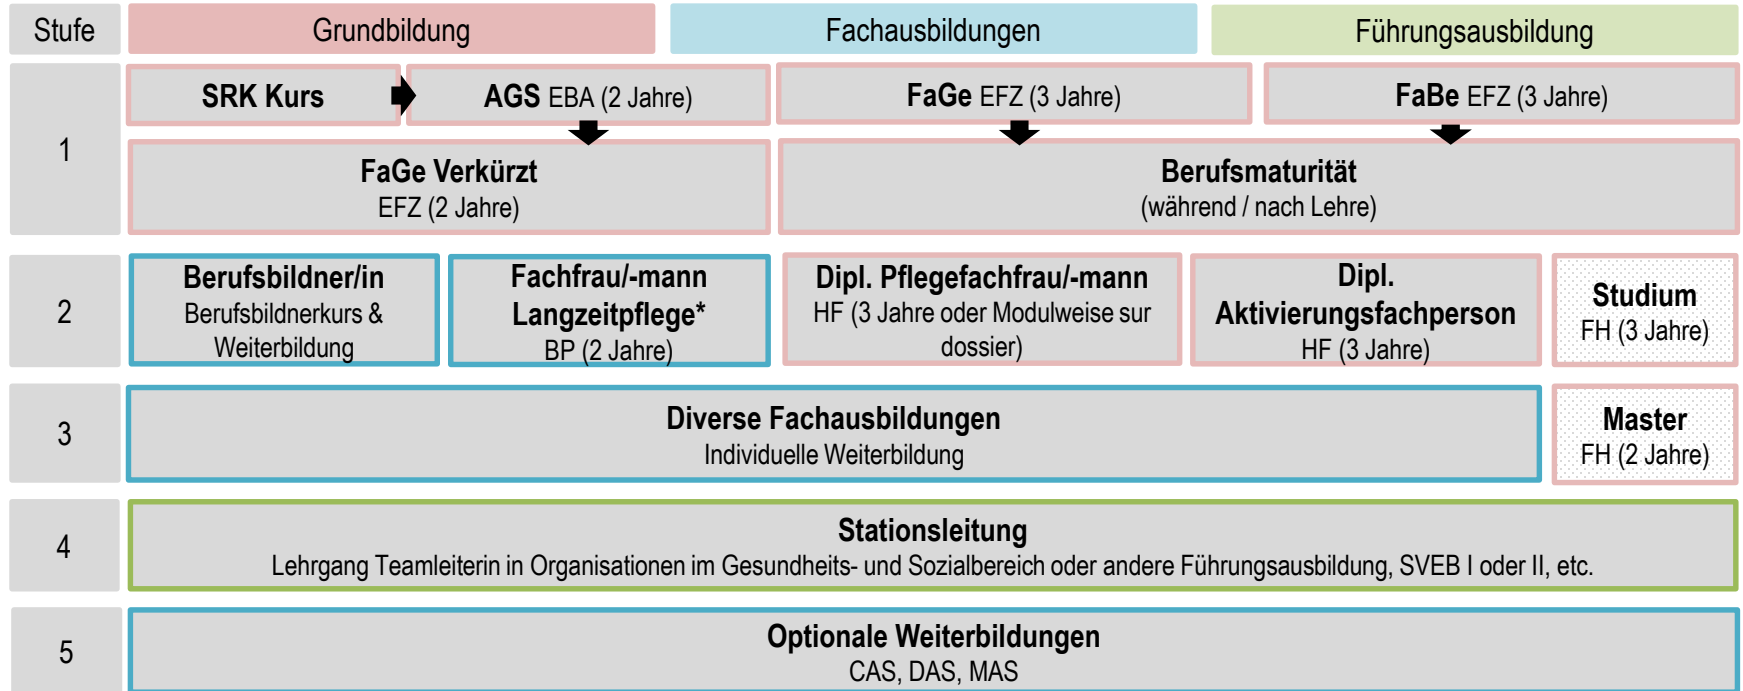 Stufe
Grundbildung
Fachausbildungen
Führungsausbildung
1
SRK Kurs
AGS EBA (2 Jahre)
FaGe EFZ (3 Jahre)
FaBe EFZ (3 Jahre)
FaGe Verkürzt
EFZ (2 Jahre)
Berufsmaturität
(während / nach Lehre)
2
Berufsbildner/in
Berufsbildnerkurs &
Weiterbildung
Fachfrau/-mann
Langzeitpflege*
BP (2 Jahre)
Dipl. Pflegefachfrau/-mann
HF (3 Jahre oder Modulweise sur
dossier)
Dipl.
Aktivierungsfachperson
HF (3 Jahre)
Studium
FH (3 Jahre)
3
Diverse Fachausbildungen
Individuelle Weiterbildung
Master
FH (2 Jahre)
4
Stationsleitung
Lehrgang Teamleiterin in Organisationen im Gesundheits- und Sozialbereich oder andere Führungsausbildung, SVEB I oder II, etc.
5
Optionale Weiterbildungen
CAS, DAS, MAS